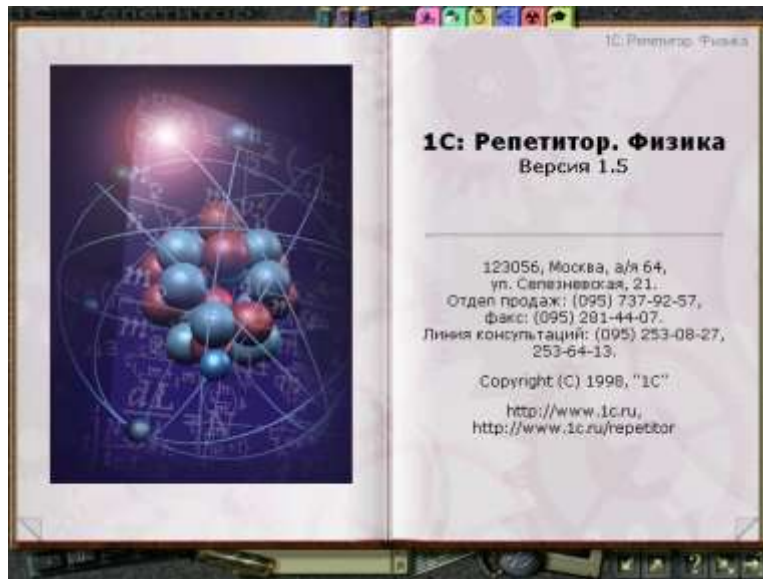 1С: Репетитор. Физика
1С: Репетитор. Физика
Версия 1.5
123056, Москва, а/я 64,
ул. Селезневская, 21.
Отдел продаж: (095) 737-92-57,
факс: (095) 281-44-07.
Линия консультаций: (095) 253-08-27,
253-64-13.
Copyright (C) 1998, "1С"
http://www.1c.ru,
http://www.1c.ru/repetitor